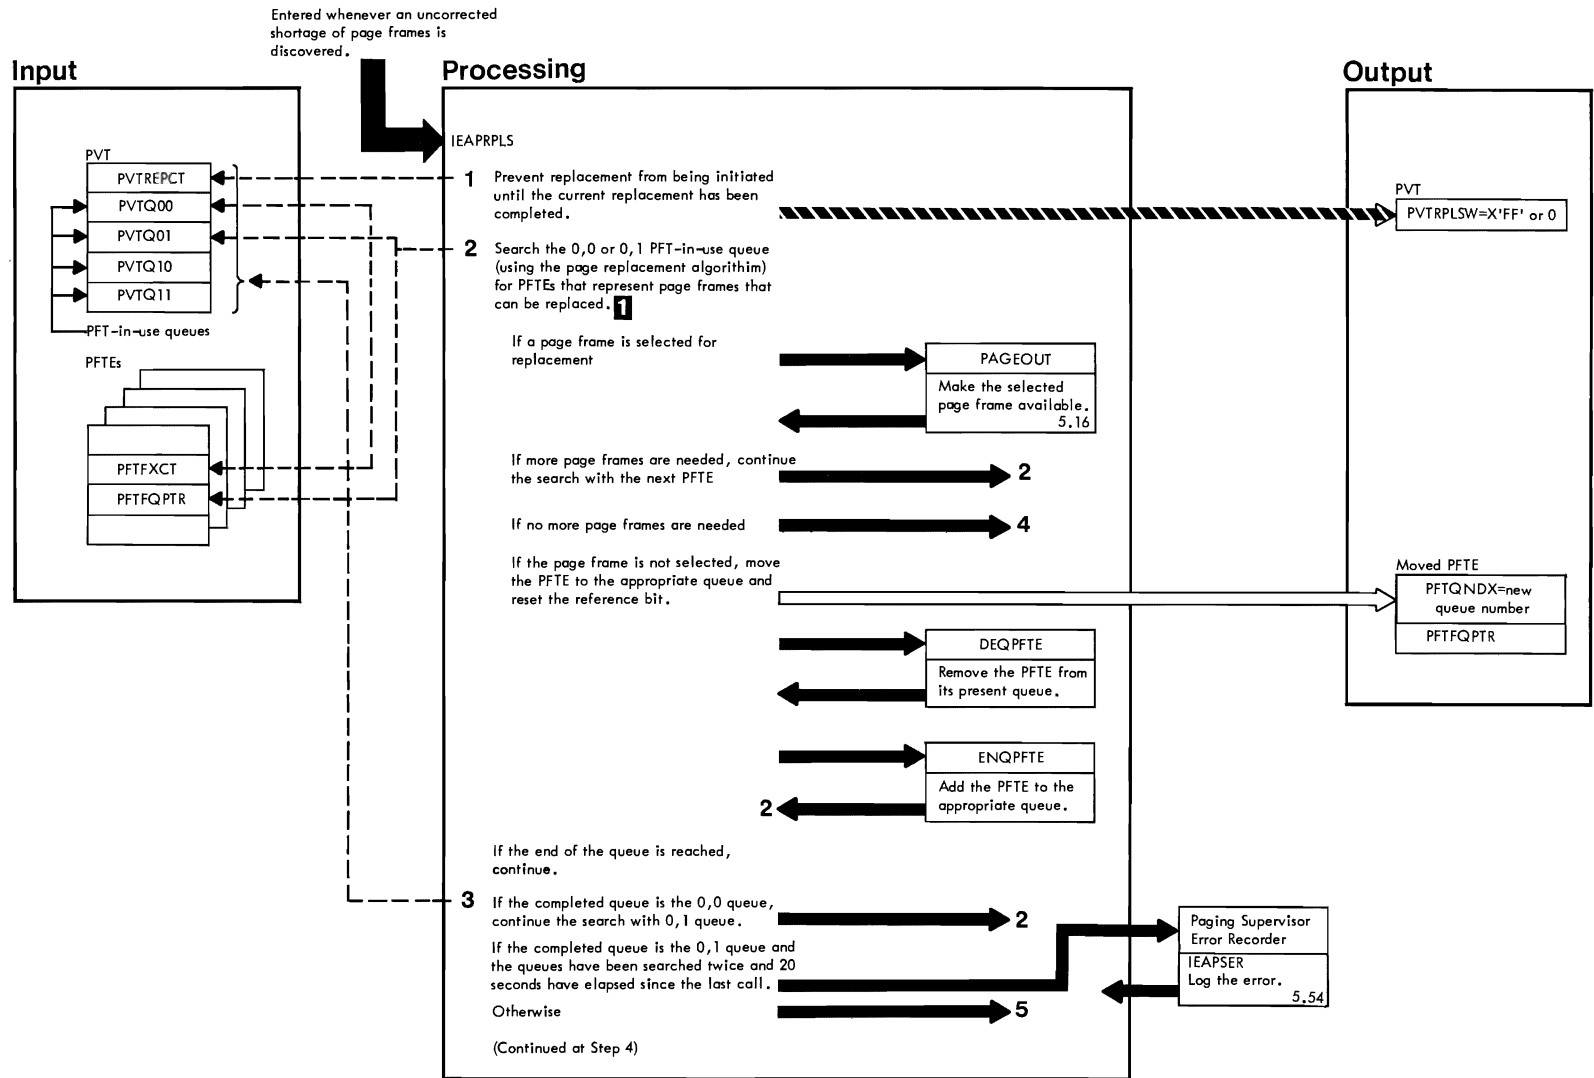 Entered whenever an uncorrected
shortage of page frames is
discovered.
Input
PVT
PVTREPCT
PVTQ00
PVTQ01
PVTQ10
PVTQ11
PFT-in-use queues
PFTEs
PFTFXCT
PFTFQPTR
Processing
IEAPRPLS
1 Prevent replacement from being initiated
until the current replacement has been
completed.
2 Search the 0,0 or 0,1 PFT-in-use queue
(using the page replacement algorithim)
for PFTEs that represent page frames that
can be replaced. 1
If a page frame is selected for
replacement
PAGEOUT
Make the selected
page frame available.
5.16
If more page frames are needed, continue
the search with the next PFTE
2
If no more page frames are needed
4
If the page frame is not selected, move
the PFTE to the appropriate queue and
reset the reference bit.
DEQPFTE
Remove the PFTE from
its present queue.
ENQPFTE
Add the PFTE to the
appropriate queue.
2
If the end of the queue is reached,
continue.
3 If the completed queue is the 0,0 queue,
continue the search with 0,1 queue.
2
If the completed queue is the 0,1 queue and
the queues have been searched twice and 20
seconds have elapsed since the last call.
Paging Supervisor
Error Recorder
IEAPSER
Log the error.
5.54
Otherwise
5
(Continued at Step 4)
Output
PVT
PVTRPLSW=X'FF' or 0
Moved PFTE
PFTQNDX=new
queue number
PFTFQPTR